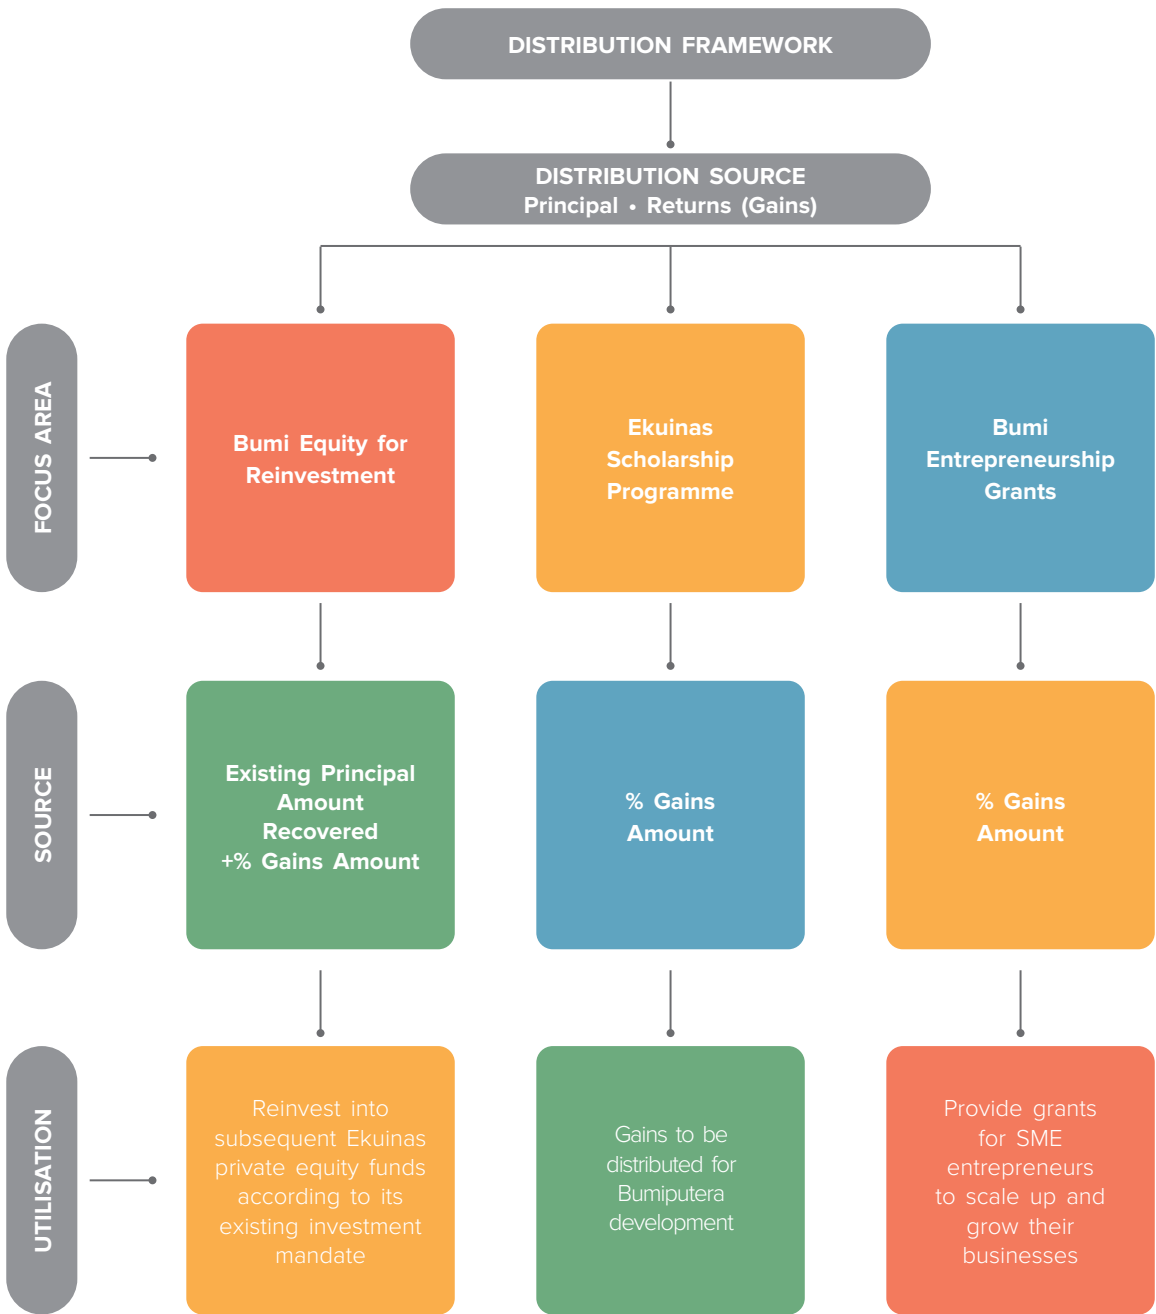 DISTRIBUTION FRAMEWORK
DISTRIBUTION SOURCE
Principal • Returns (Gains)
FOCUS AREA
Bumi Equity for
Reinvestment
Ekuinas
Scholarship
Programme
Bumi
Entrepreneurship
Grants
SOURCE
Existing Principal
Amount
Recovered
+% Gains Amount
% Gains
Amount
% Gains
Amount
UTILISATION
Reinvest into
subsequent Ekuinas
private equity funds
according to its
existing investment
mandate
Gains to be
distributed for
Bumiputera
development
Provide grants
for SME
entrepreneurs
to scale up and
grow their
businesses